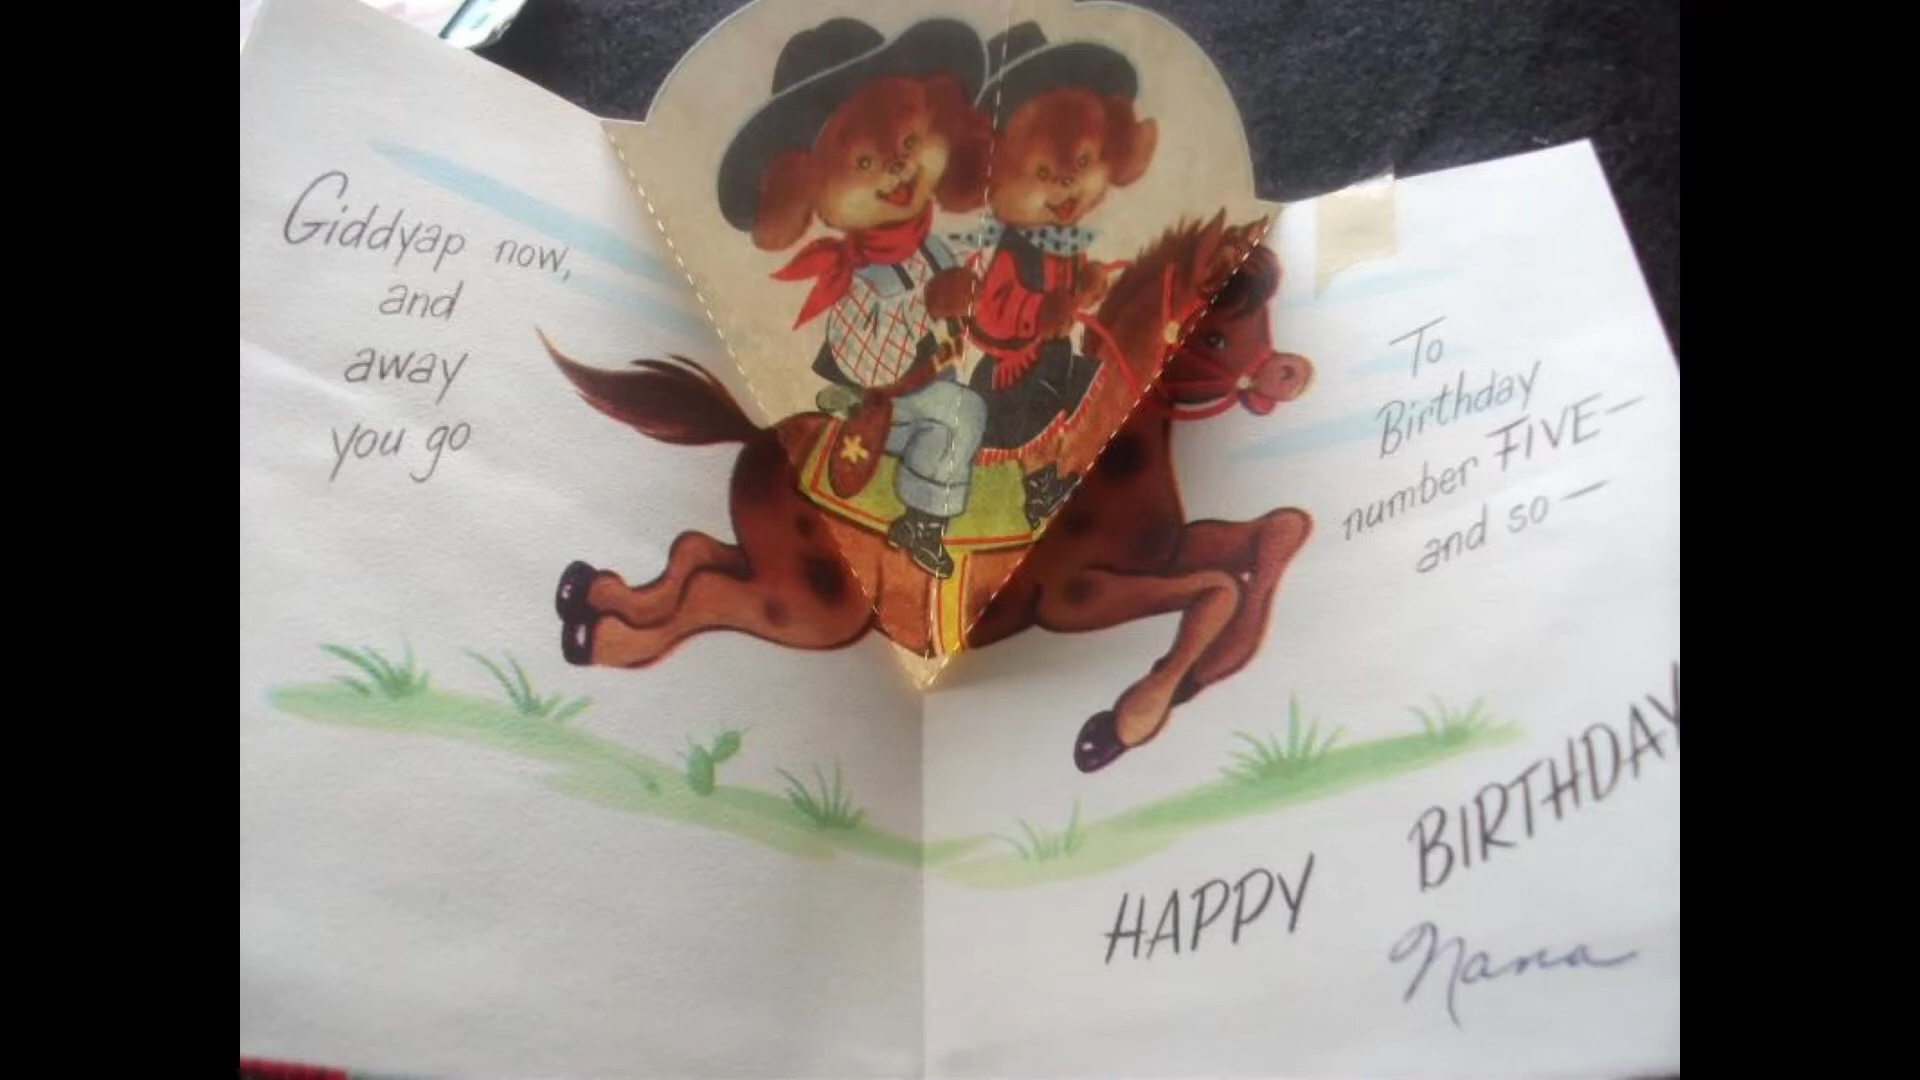 Giddyap now,
and
away
you go
To
Birthday
number FIVE—
and so—
HAPPY BIRTHDAY
Nana